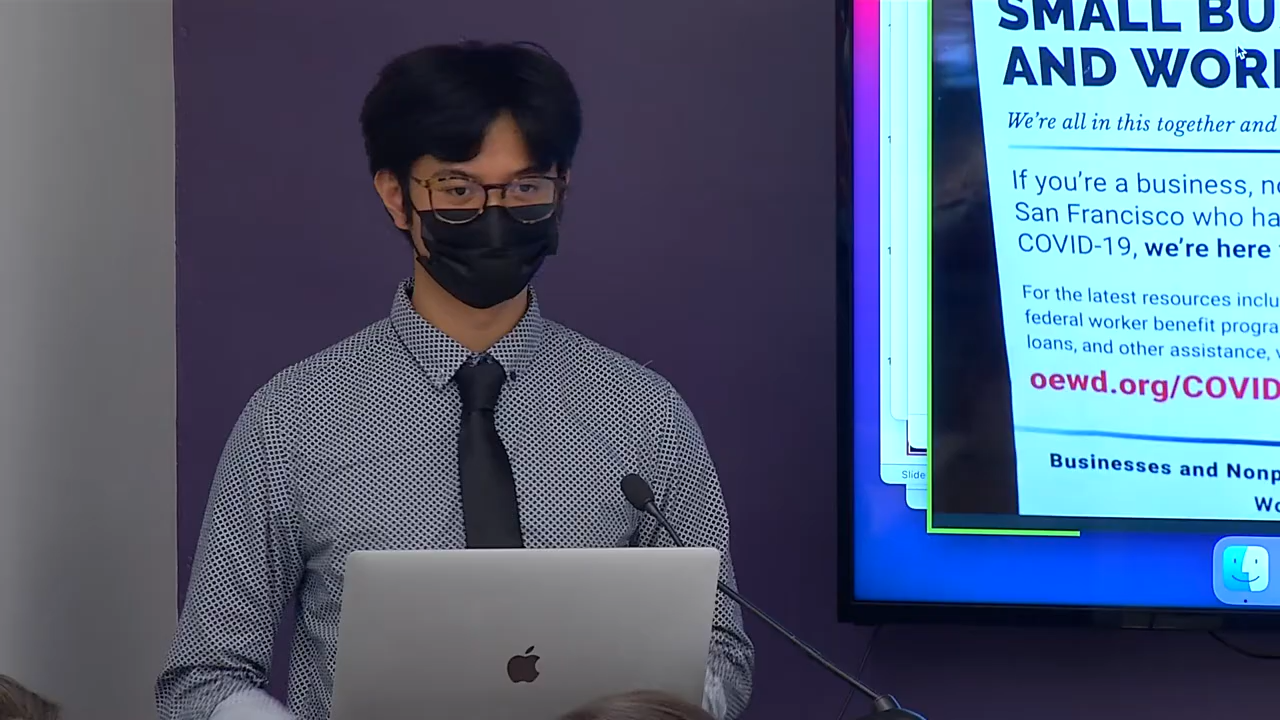 SMALL BU
AND WOR
We're all in this together and
If you're a business, n
San Francisco who ha
COVID-19, we're here
For the latest resources inclu
federal worker benefit progra
loans, and other assistance,
oewd.org/COVID
Businesses and Nonp
Wo
Slide